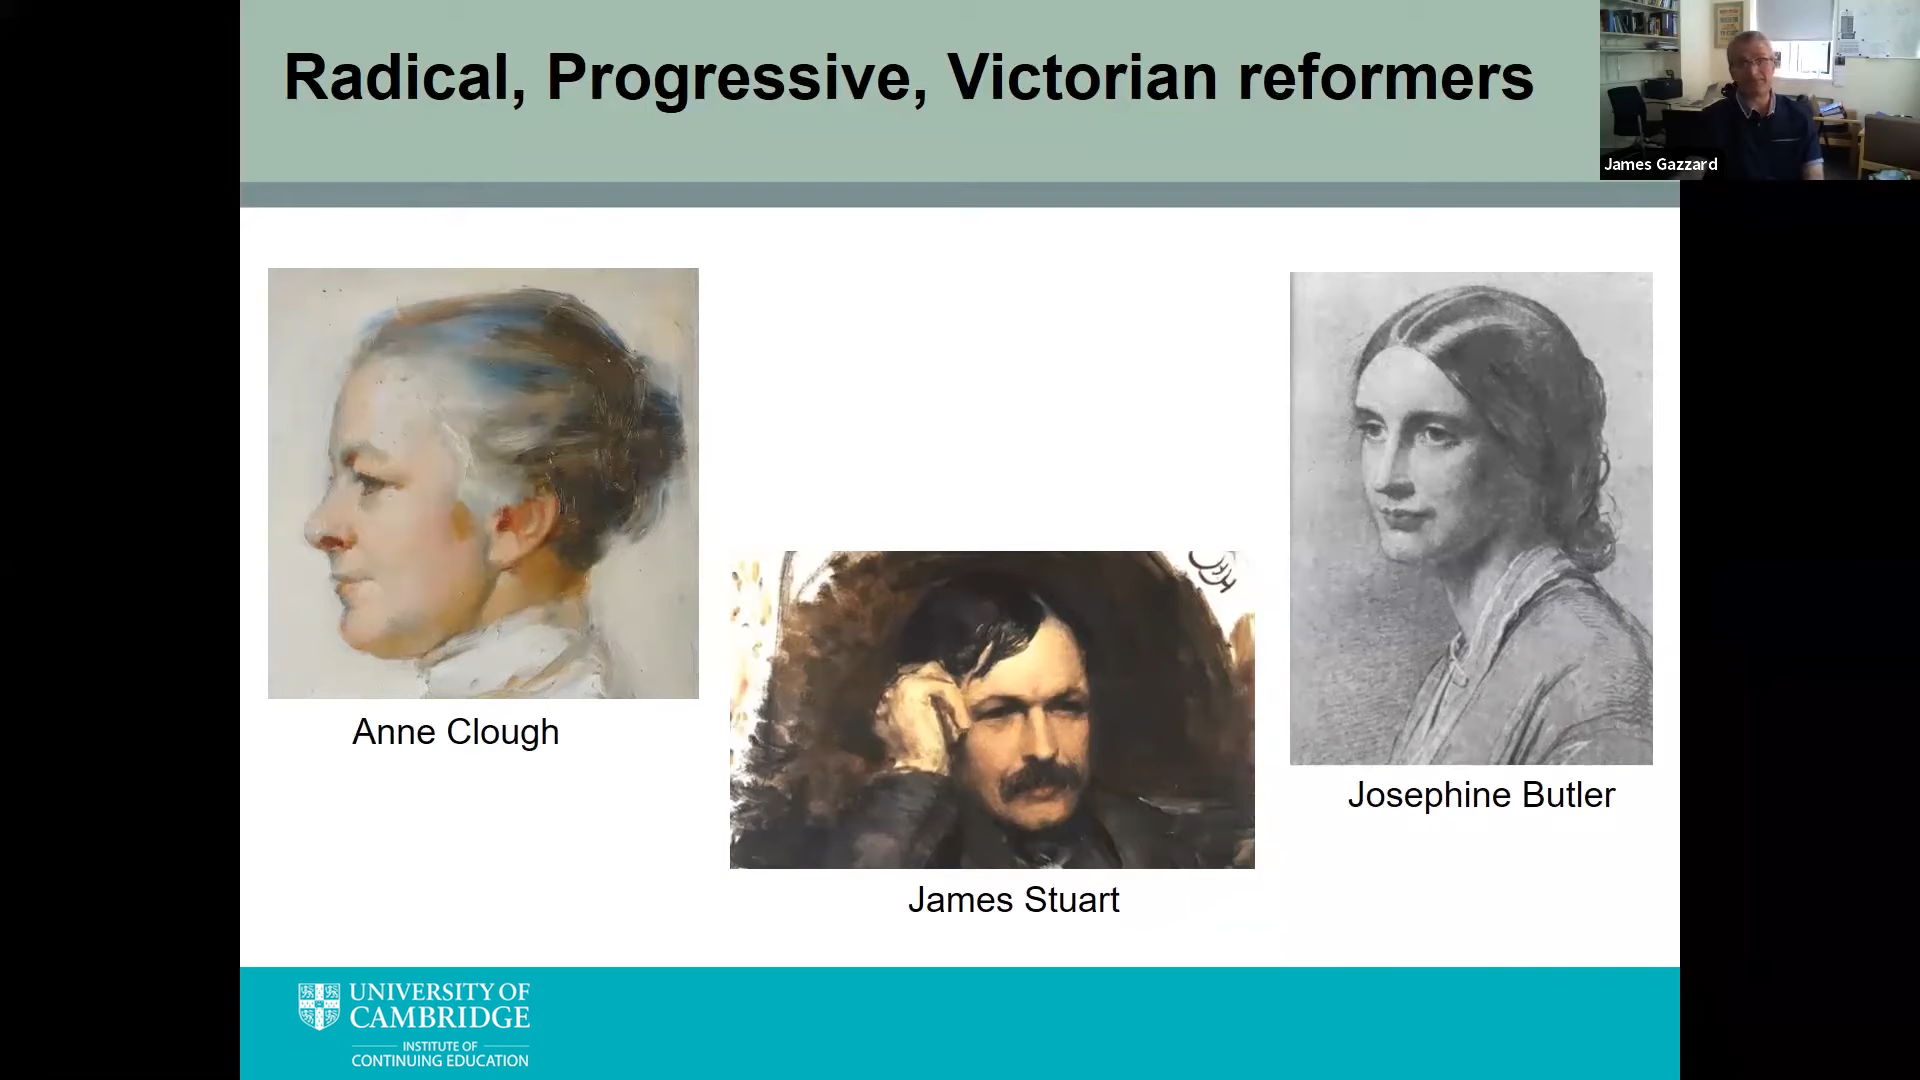 Radical, Progressive, Victorian reformers
James Gazzard
Anne Clough
Josephine Butler
James Stuart
UNIVERSITY OF
CAMBRIDGE
INSTITUTE OF
CONTINUING EDUCATION